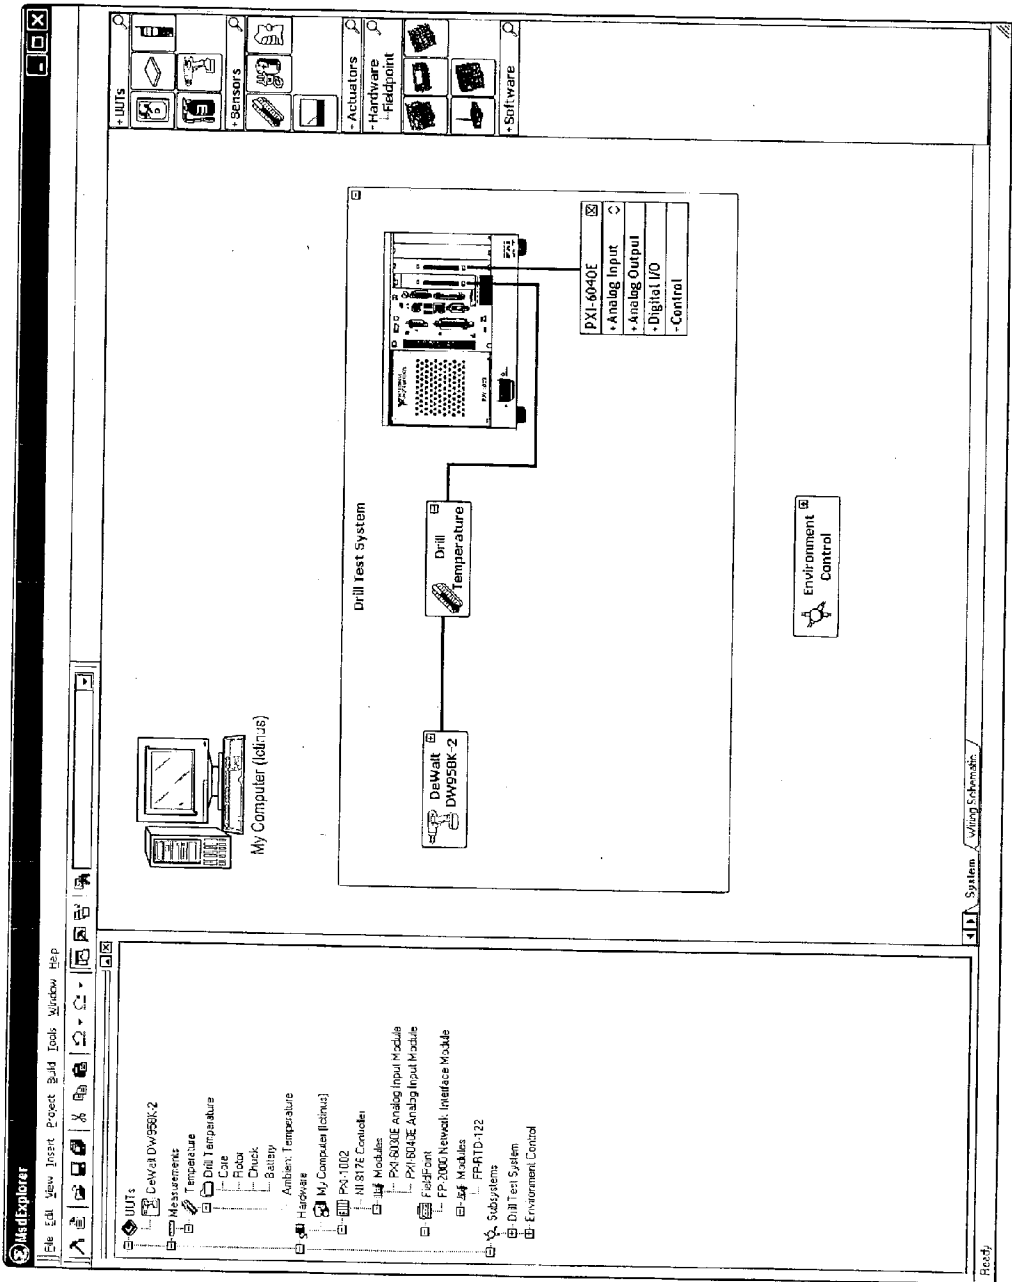 MsdExplorer
File Edit View Insert Project Build Tools Window Help
UUTs
DeWalt DW958K-2
Measurements
Temperature
Drill Temperature
Core
Rotor
Chuck
Battery
Ambient Temperature
Hardware
My Computer (Ictinus)
PXI-1002
NI-8176 Controller
Modules
PXI-6030E Analog Input Module
PXI-6040E Analog Input Module
FieldPoint
FP-2000 Network Interface Module
Modules
FP-RTD-122
Subsystems
Drill Test System
Environment Control
My Computer (Ictinus)
Drill Test System
DeWalt
DW958K-2
Drill
Temperature
PXI-6040E
+Analog Input
+Analog Output
+Digital I/O
-Control
Environment
Control
+UUTs
+Sensors
-Actuators
-Hardware
Fieldpoint
+Software
System
Wiring Schematic
Ready